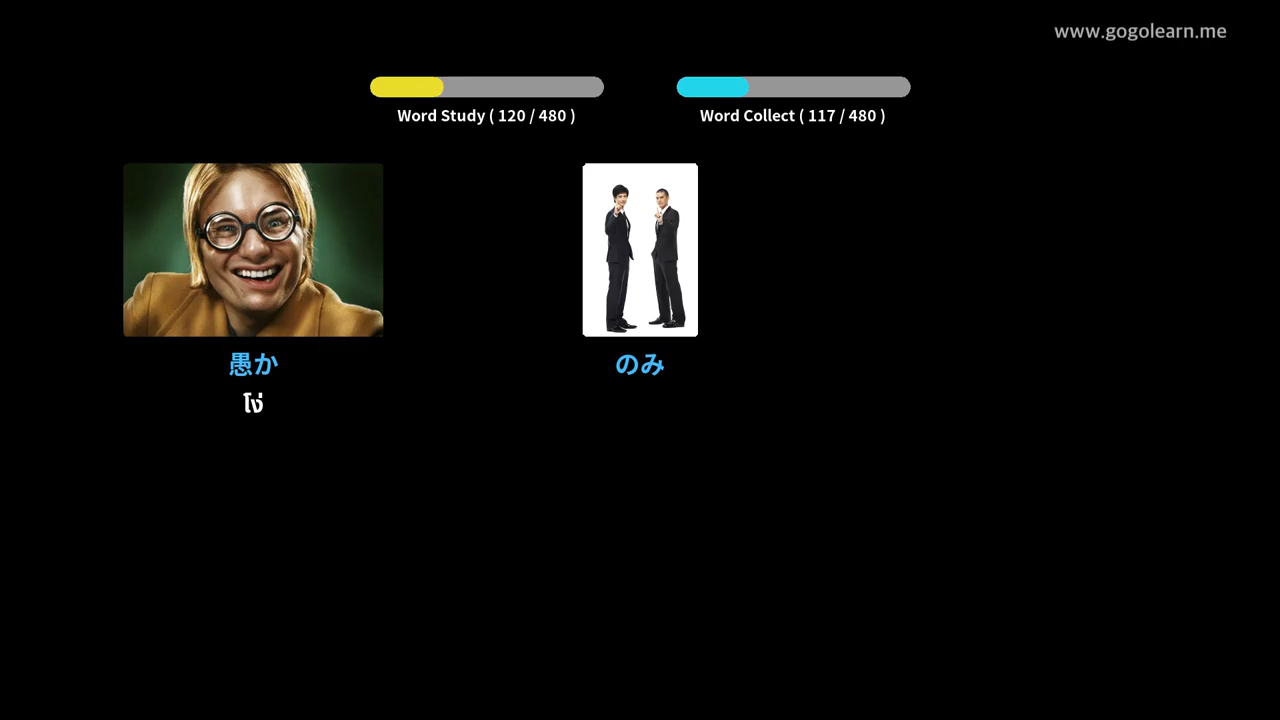 www.gogolearn.me
Word Study ( 120 / 480 )
Word Collect ( 117 / 480 )
愚か
のみ
โง่